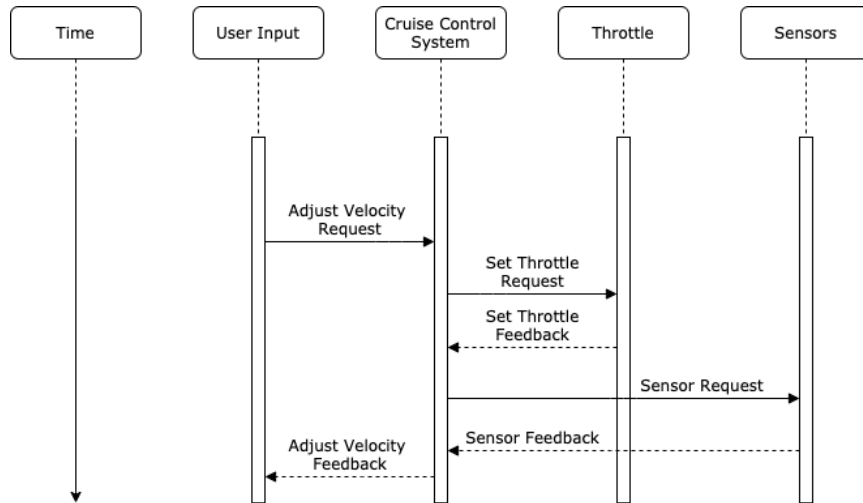 Time
User Input
Cruise Control
System
Throttle
Sensors
Adjust Velocity
Request
Set Throttle
Request
Set Throttle
Feedback
Sensor Request
Sensor Feedback
Adjust Velocity
Feedback